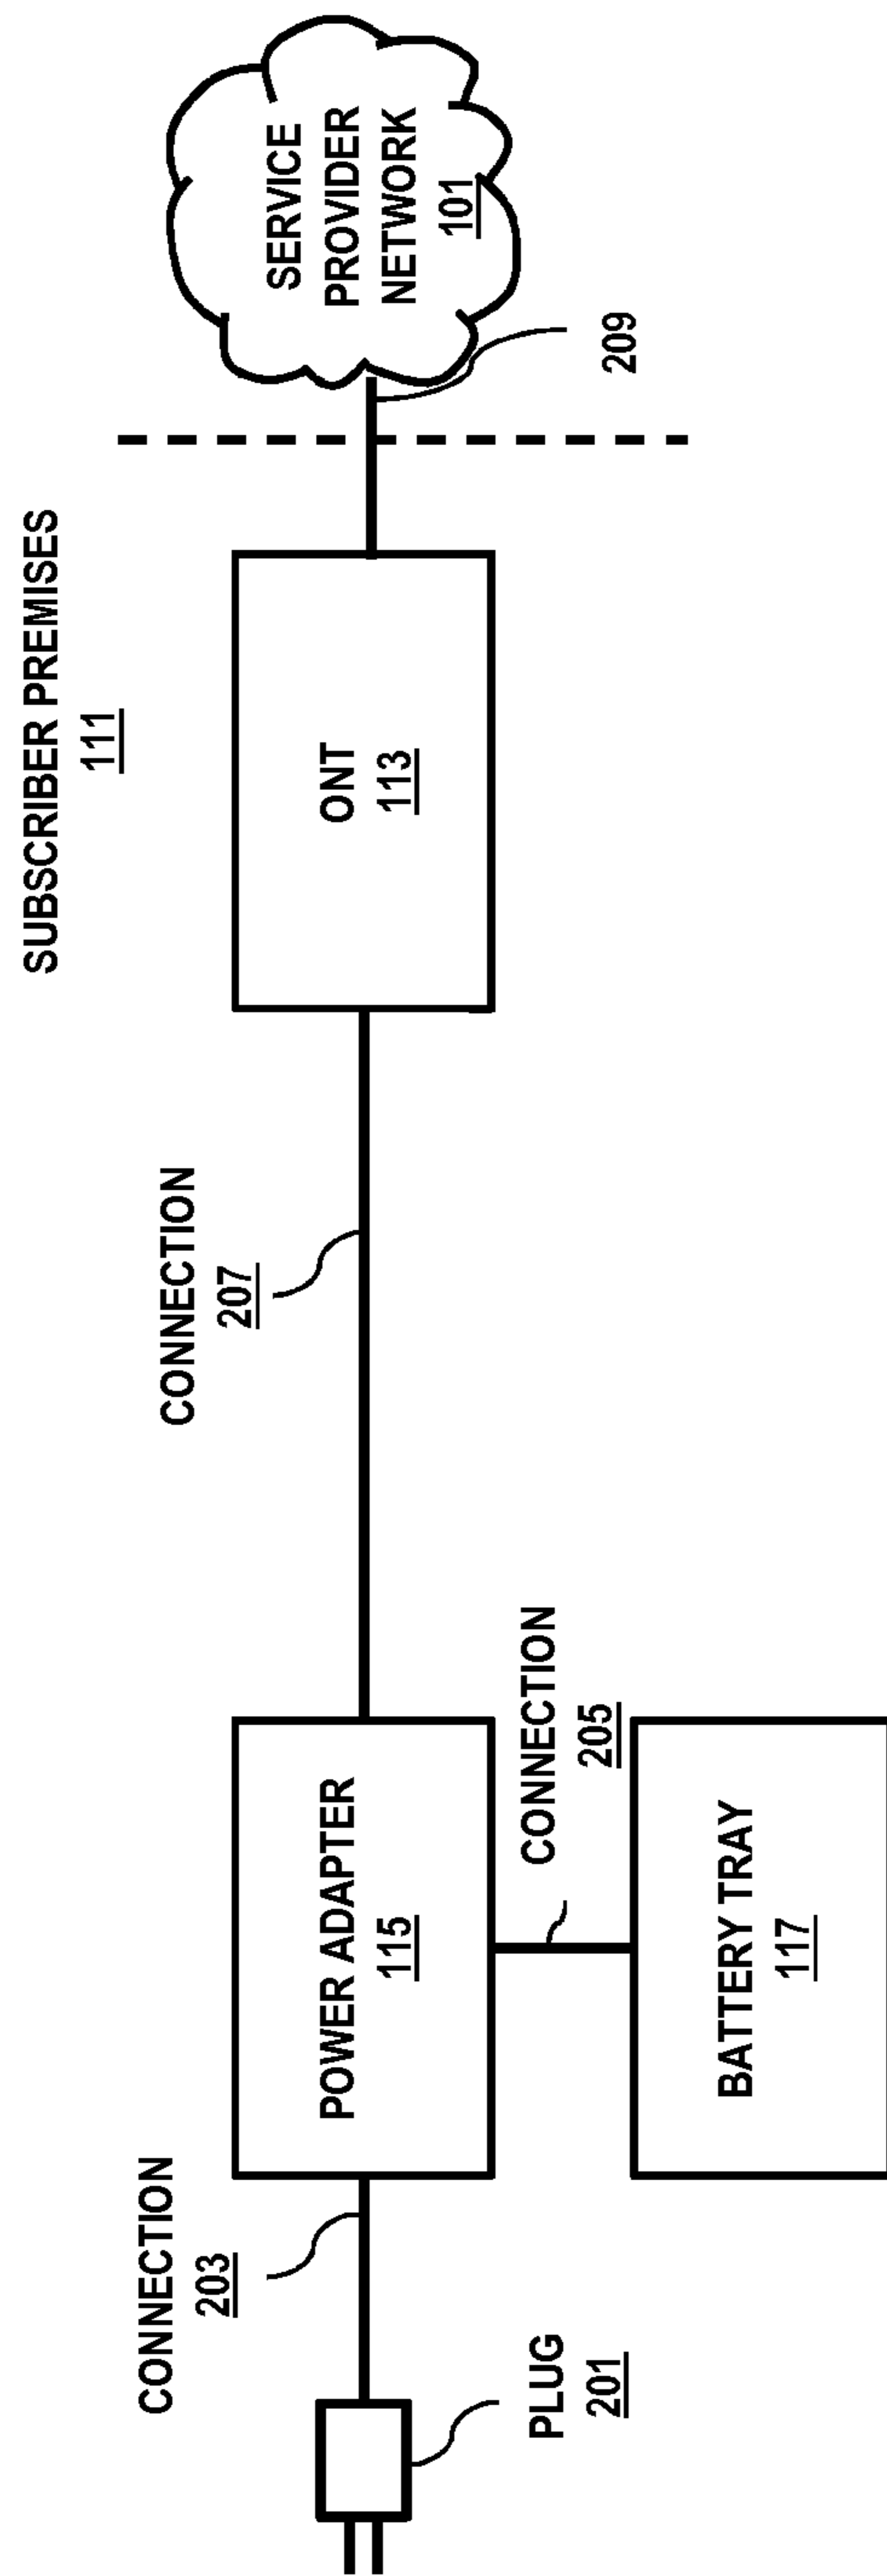 SUBSCRIBER PREMISES
111
CONNECTION
203
CONNECTION
207
PLUG
201
POWER ADAPTER
115
CONNECTION
205
BATTERY TRAY
117
ONT
113
209
SERVICE
PROVIDER
NETWORK
101